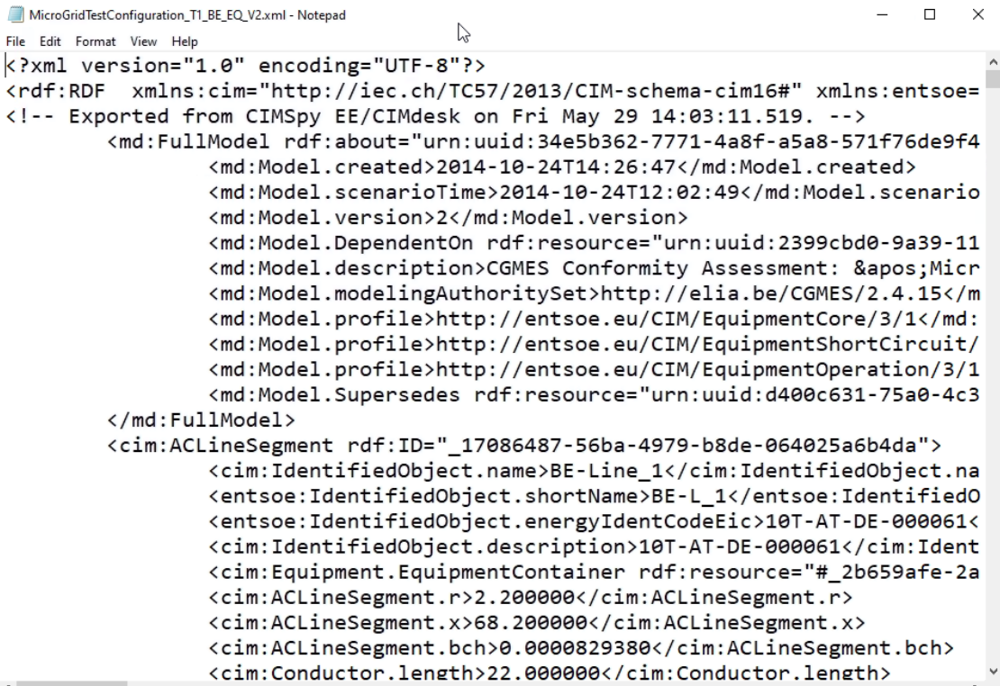 MicroGridTestConfiguration_T1_BE_EQ_V2.xml - Notepad
File Edit Format View Help
<?xml version="1.0" encoding="UTF-8"?>
<rdf:RDF  xmlns:cim="http://iec.ch/TC57/2013/CIM-schema-cim16#" xmlns:entsoe=
<!-- Exported from CIMSpy EE/CIMdesk on Fri May 29 14:03:11.519. -->
<md:FullModel rdf:about="urn:uuid:34e5b362-7771-4a8f-a5a8-571f76de9f4
<md:Model.created>2014-10-24T14:26:47</md:Model.created>
<md:Model.scenarioTime>2014-10-24T12:02:49</md:Model.scenario
<md:Model.version>2</md:Model.version>
<md:Model.DependentOn rdf:resource="urn:uuid:2399cbd0-9a39-11
<md:Model.description>CGMES Conformity Assessment: &apos;Micr
<md:Model.modelingAuthoritySet>http://elia.be/CGMES/2.4.15</m
<md:Model.profile>http://entsoe.eu/CIM/EquipmentCore/3/1</md:
<md:Model.profile>http://entsoe.eu/CIM/EquipmentShortCircuit/
<md:Model.profile>http://entsoe.eu/CIM/EquipmentOperation/3/1
<md:Model.Supersedes rdf:resource="urn:uuid:d400c631-75a0-4c3
</md:FullModel>
<cim:ACLineSegment rdf:ID="_17086487-56ba-4979-b8de-064025a6b4da">
<cim:IdentifiedObject.name>BE-Line_1</cim:IdentifiedObject.na
<entsoe:IdentifiedObject.shortName>BE-L_1</entsoe:IdentifiedO
<entsoe:IdentifiedObject.energyIdentCodeEic>10T-AT-DE-000061<
<cim:IdentifiedObject.description>10T-AT-DE-000061</cim:Ident
<cim:Equipment.EquipmentContainer rdf:resource="#_2b659afe-2a
<cim:ACLineSegment.r>2.200000</cim:ACLineSegment.r>
<cim:ACLineSegment.x>68.200000</cim:ACLineSegment.x>
<cim:ACLineSegment.bch>0.0000829380</cim:ACLineSegment.bch>
<cim:Conductor.length>22.000000</cim:Conductor.length>